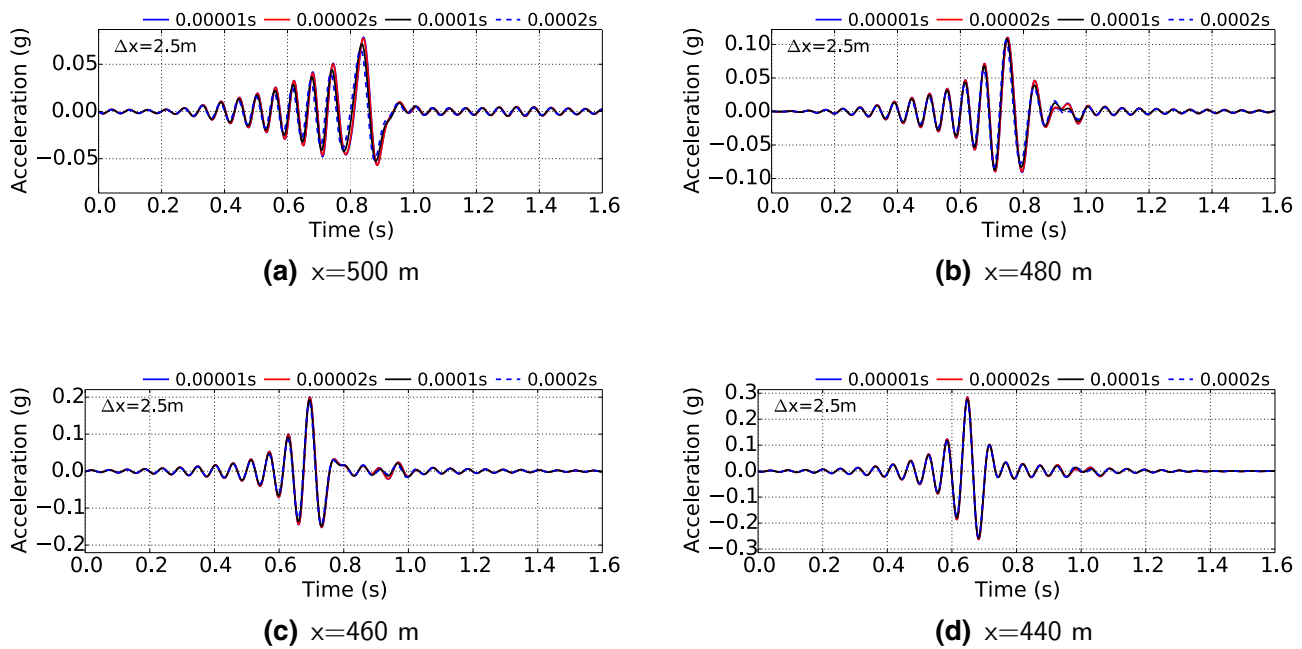 0.00001s 0.00002s 0.0001s 0.0002s
Δx=2.5m
Acceleration (g)
0.05
0.00
−0.05
0.0 0.2 0.4 0.6 0.8 1.0 1.2 1.4 1.6
Time (s)
(a) x=500 m
0.00001s 0.00002s 0.0001s 0.0002s
Δx=2.5m
Acceleration (g)
0.10
0.05
0.00
−0.05
−0.10
0.0 0.2 0.4 0.6 0.8 1.0 1.2 1.4 1.6
Time (s)
(b) x=480 m
0.00001s 0.00002s 0.0001s 0.0002s
Δx=2.5m
Acceleration (g)
0.2
0.1
0.0
−0.1
−0.2
0.0 0.2 0.4 0.6 0.8 1.0 1.2 1.4 1.6
Time (s)
(c) x=460 m
0.00001s 0.00002s 0.0001s 0.0002s
Δx=2.5m
Acceleration (g)
0.3
0.2
0.1
0.0
−0.1
−0.2
−0.3
0.0 0.2 0.4 0.6 0.8 1.0 1.2 1.4 1.6
Time (s)
(d) x=440 m